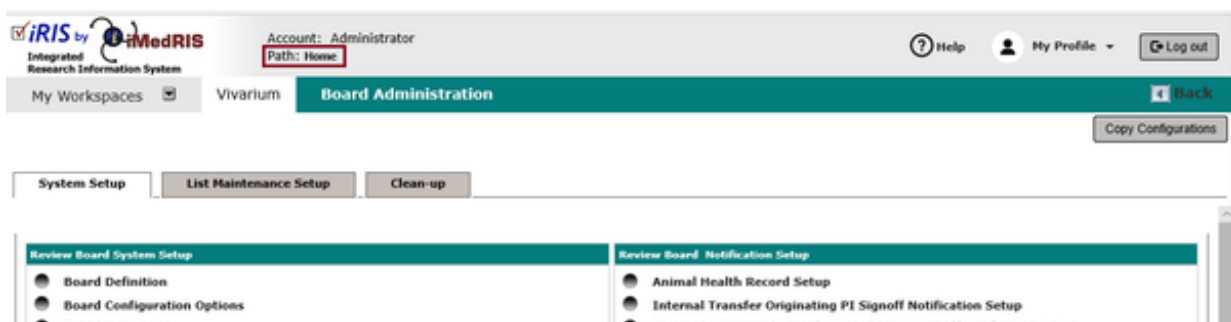 iRIS by iMedRIS
Integrated
Research Information System
Account: Administrator
Path: Home
Help
My Profile
Log out
My Workspaces
Vivarium
Board Administration
Back
Copy Configurations
System Setup
List Maintenance Setup
Clean-up
Review Board System Setup
Review Board Notification Setup
Board Definition
Animal Health Record Setup
Board Configuration Options
Internal Transfer Originating PI Signoff Notification Setup